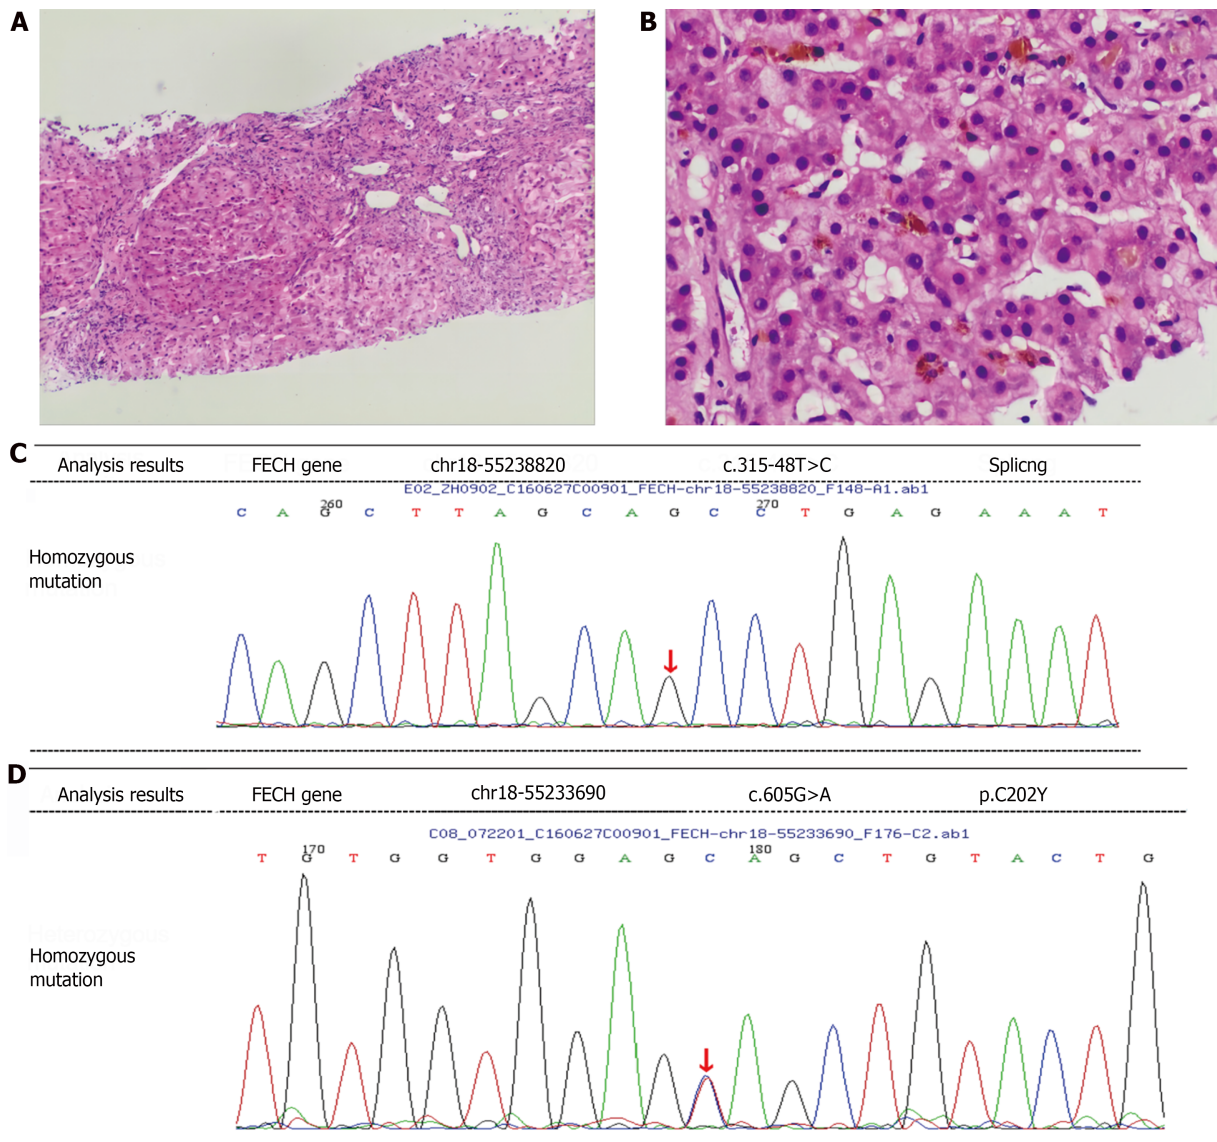 A
B
C
Analysis results FECH gene chr18-55238820 c.315-48T>C Splicng
E02_ZH0902_C160627C00901_FECH-chr18-55238820_F148-A1.ab1
260 270
C A G C T T A G C A G C C T G A G A A A T
Homozygous
mutation
D
Analysis results FECH gene chr18-55233690 c.605G>A p.C202Y
C08_072201_C160627C00901_FECH-chr18-55233690_F176-C2.ab1
170 180
T G T G G T G G A G C A G C T G T A C T G
Homozygous
mutation